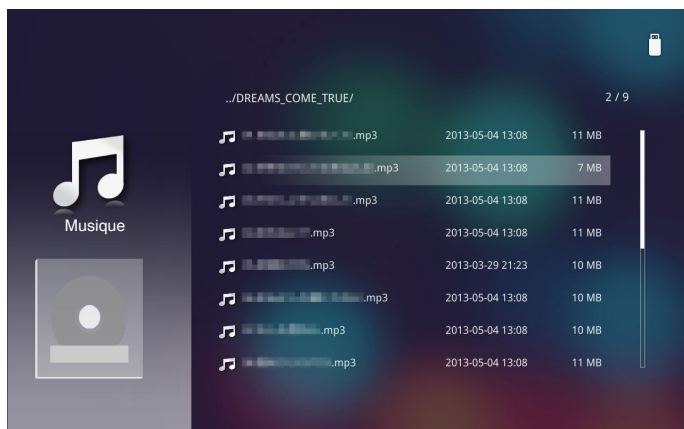 ../DREAMS_COME_TRUE/ 2 / 9
.mp3 2013-05-04 13:08 11 MB
.mp3 2013-05-04 13:08 7 MB
.mp3 2013-05-04 13:08 11 MB
Musique
.mp3 2013-05-04 13:08 11 MB
.mp3 2013-03-29 21:23 10 MB
.mp3 2013-05-04 13:08 10 MB
.mp3 2013-05-04 13:08 10 MB
.mp3 2013-05-04 13:08 11 MB